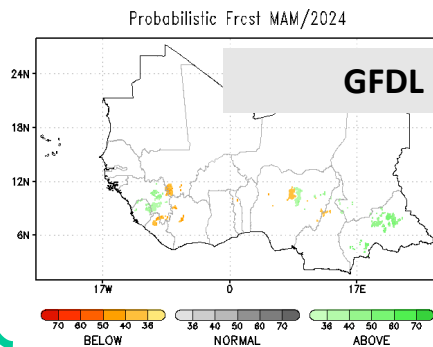 Probabilistic Frcst MAM/2024
GFDL
24N
18N
12N
6N
17W 0 17E
70 60 50 40 36 36 40 50 60 70 36 40 50 60 70
BELOW NORMAL ABOVE